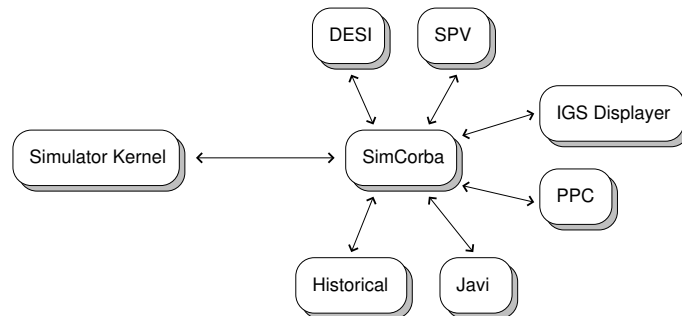 DESI
SPV
IGS Displayer
Simulator Kernel
SimCorba
PPC
Historical
Javi